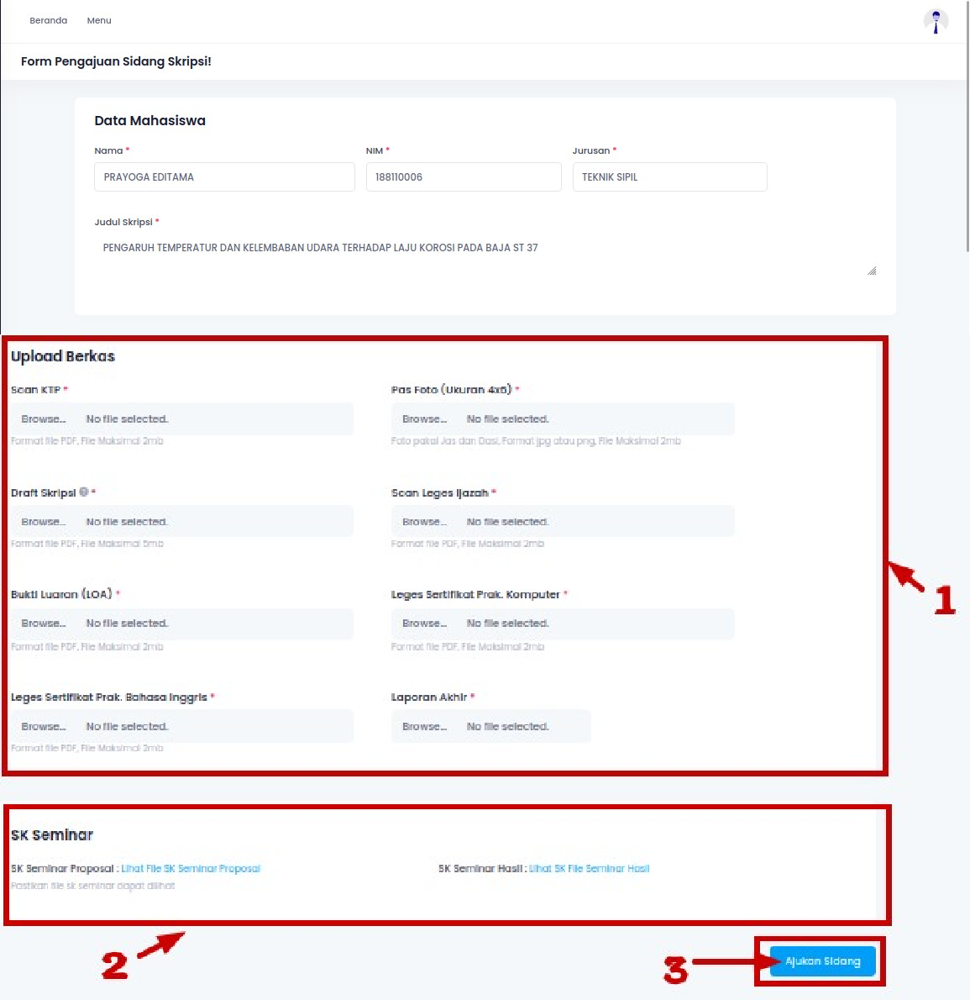 Beranda Menu
Form Pengajuan Sidang Skripsi!
Data Mahasiswa
Nama * NIM * Jurusan *
PRAYOGA EDITAMA 188110006 TEKNIK SIPIL
Judul Skripsi *
PENGARUH TEMPERATUR DAN KELEMBABAN UDARA TERHADAP LAJU KOROSI PADA BAJA ST 37
Upload Berkas
Scan KTP * Pas Foto (Ukuran 4x6) *
Browse... No file selected. Browse... No file selected.
Format file PDF, File Maksimal 2mb Foto pakai Jas dan Dasi, Format jpg atau png, File Maksimal 2mb
Draft Skripsi ? * Scan Leges Ijazah *
Browse... No file selected. Browse... No file selected.
Format file PDF, File Maksimal 5mb Format file PDF, File Maksimal 2mb
Bukti Luaran (LOA) * Leges Sertifikat Prak. Komputer *
Browse... No file selected. Browse... No file selected.
Format file PDF, File Maksimal 2mb Format file PDF, File Maksimal 2mb
1
Leges Sertifikat Prak. Bahasa Inggris * Laporan Akhir *
Browse... No file selected. Browse... No file selected.
Format file PDF, File Maksimal 2mb
SK Seminar
SK Seminar Proposal : Lihat File SK Seminar Proposal SK Seminar Hasil : Lihat SK File Seminar Hasil
Pastikan file sk seminar dapat dilihat
2
3 Ajukan Sidang